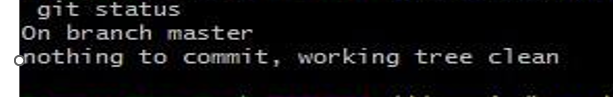 git status
On branch master
nothing to commit, working tree clean